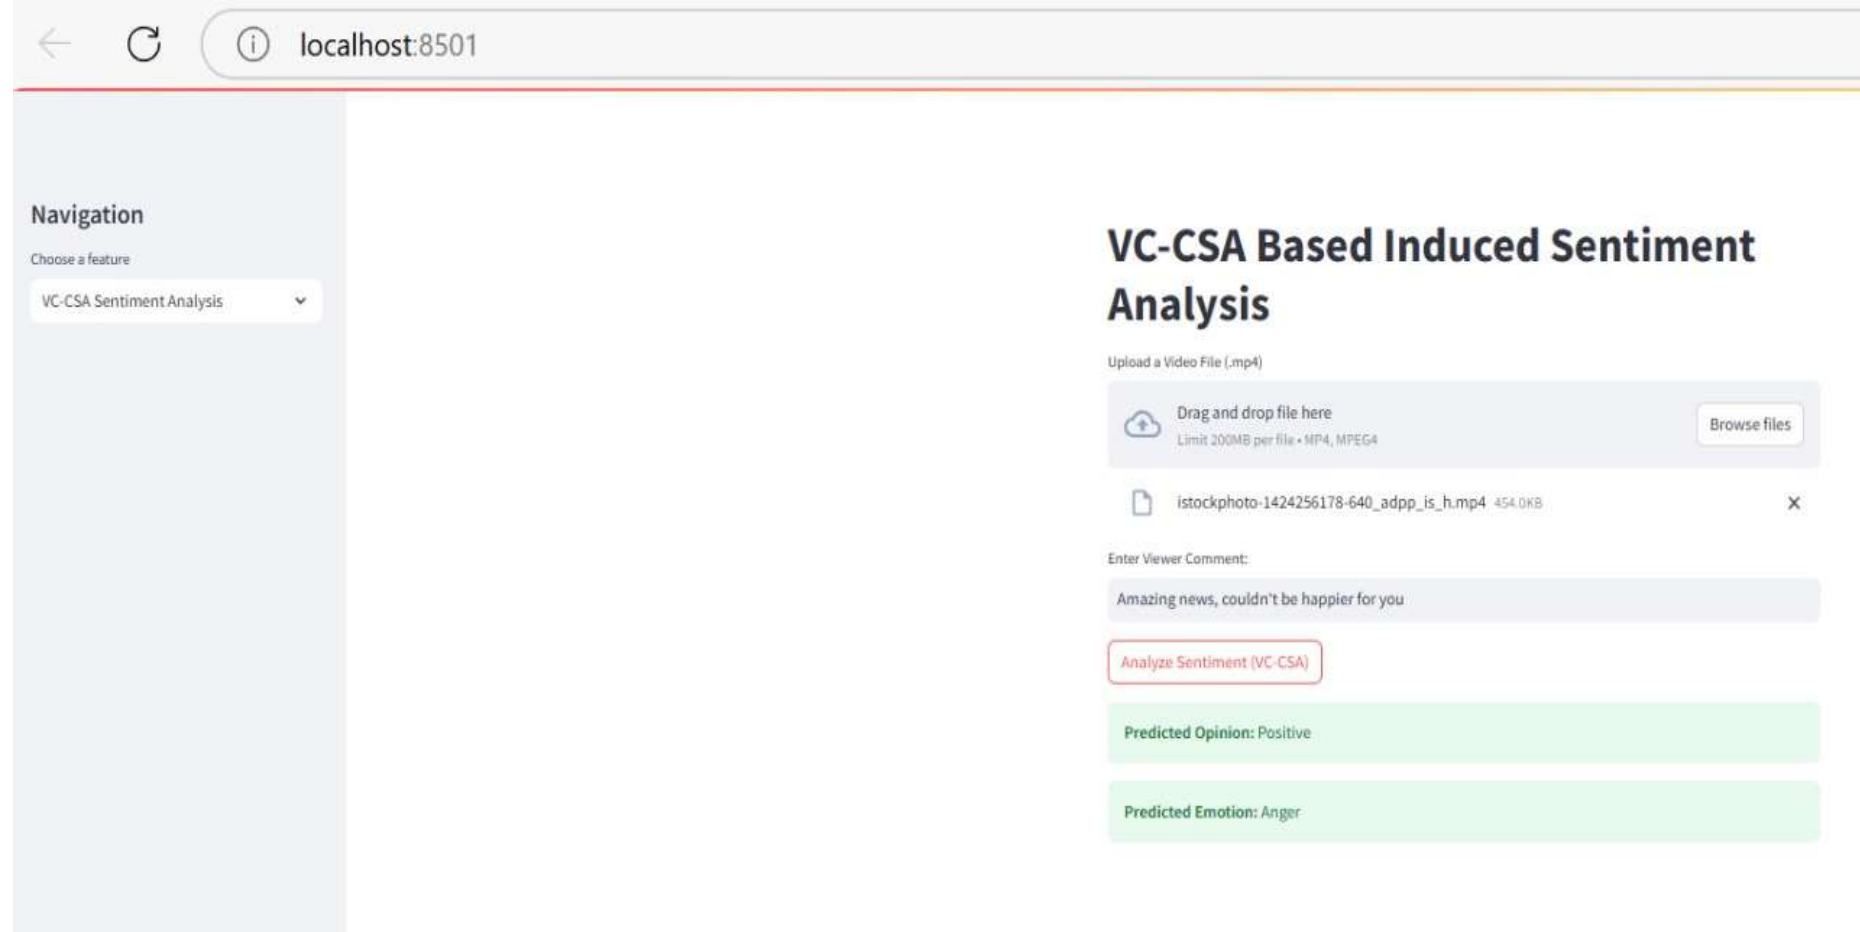 localhost:8501
Navigation
Choose a feature
VC-CSA Sentiment Analysis
VC-CSA Based Induced Sentiment
Analysis
Upload a Video File (.mp4)
Drag and drop file here
Limit 200MB per file • MP4, MPEG4
Browse files
istockphoto-1424256178-640_adpp_is_h.mp4 454.0KB
Enter Viewer Comment:
Amazing news, couldn't be happier for you
Analyze Sentiment (VC-CSA)
Predicted Opinion: Positive
Predicted Emotion: Anger